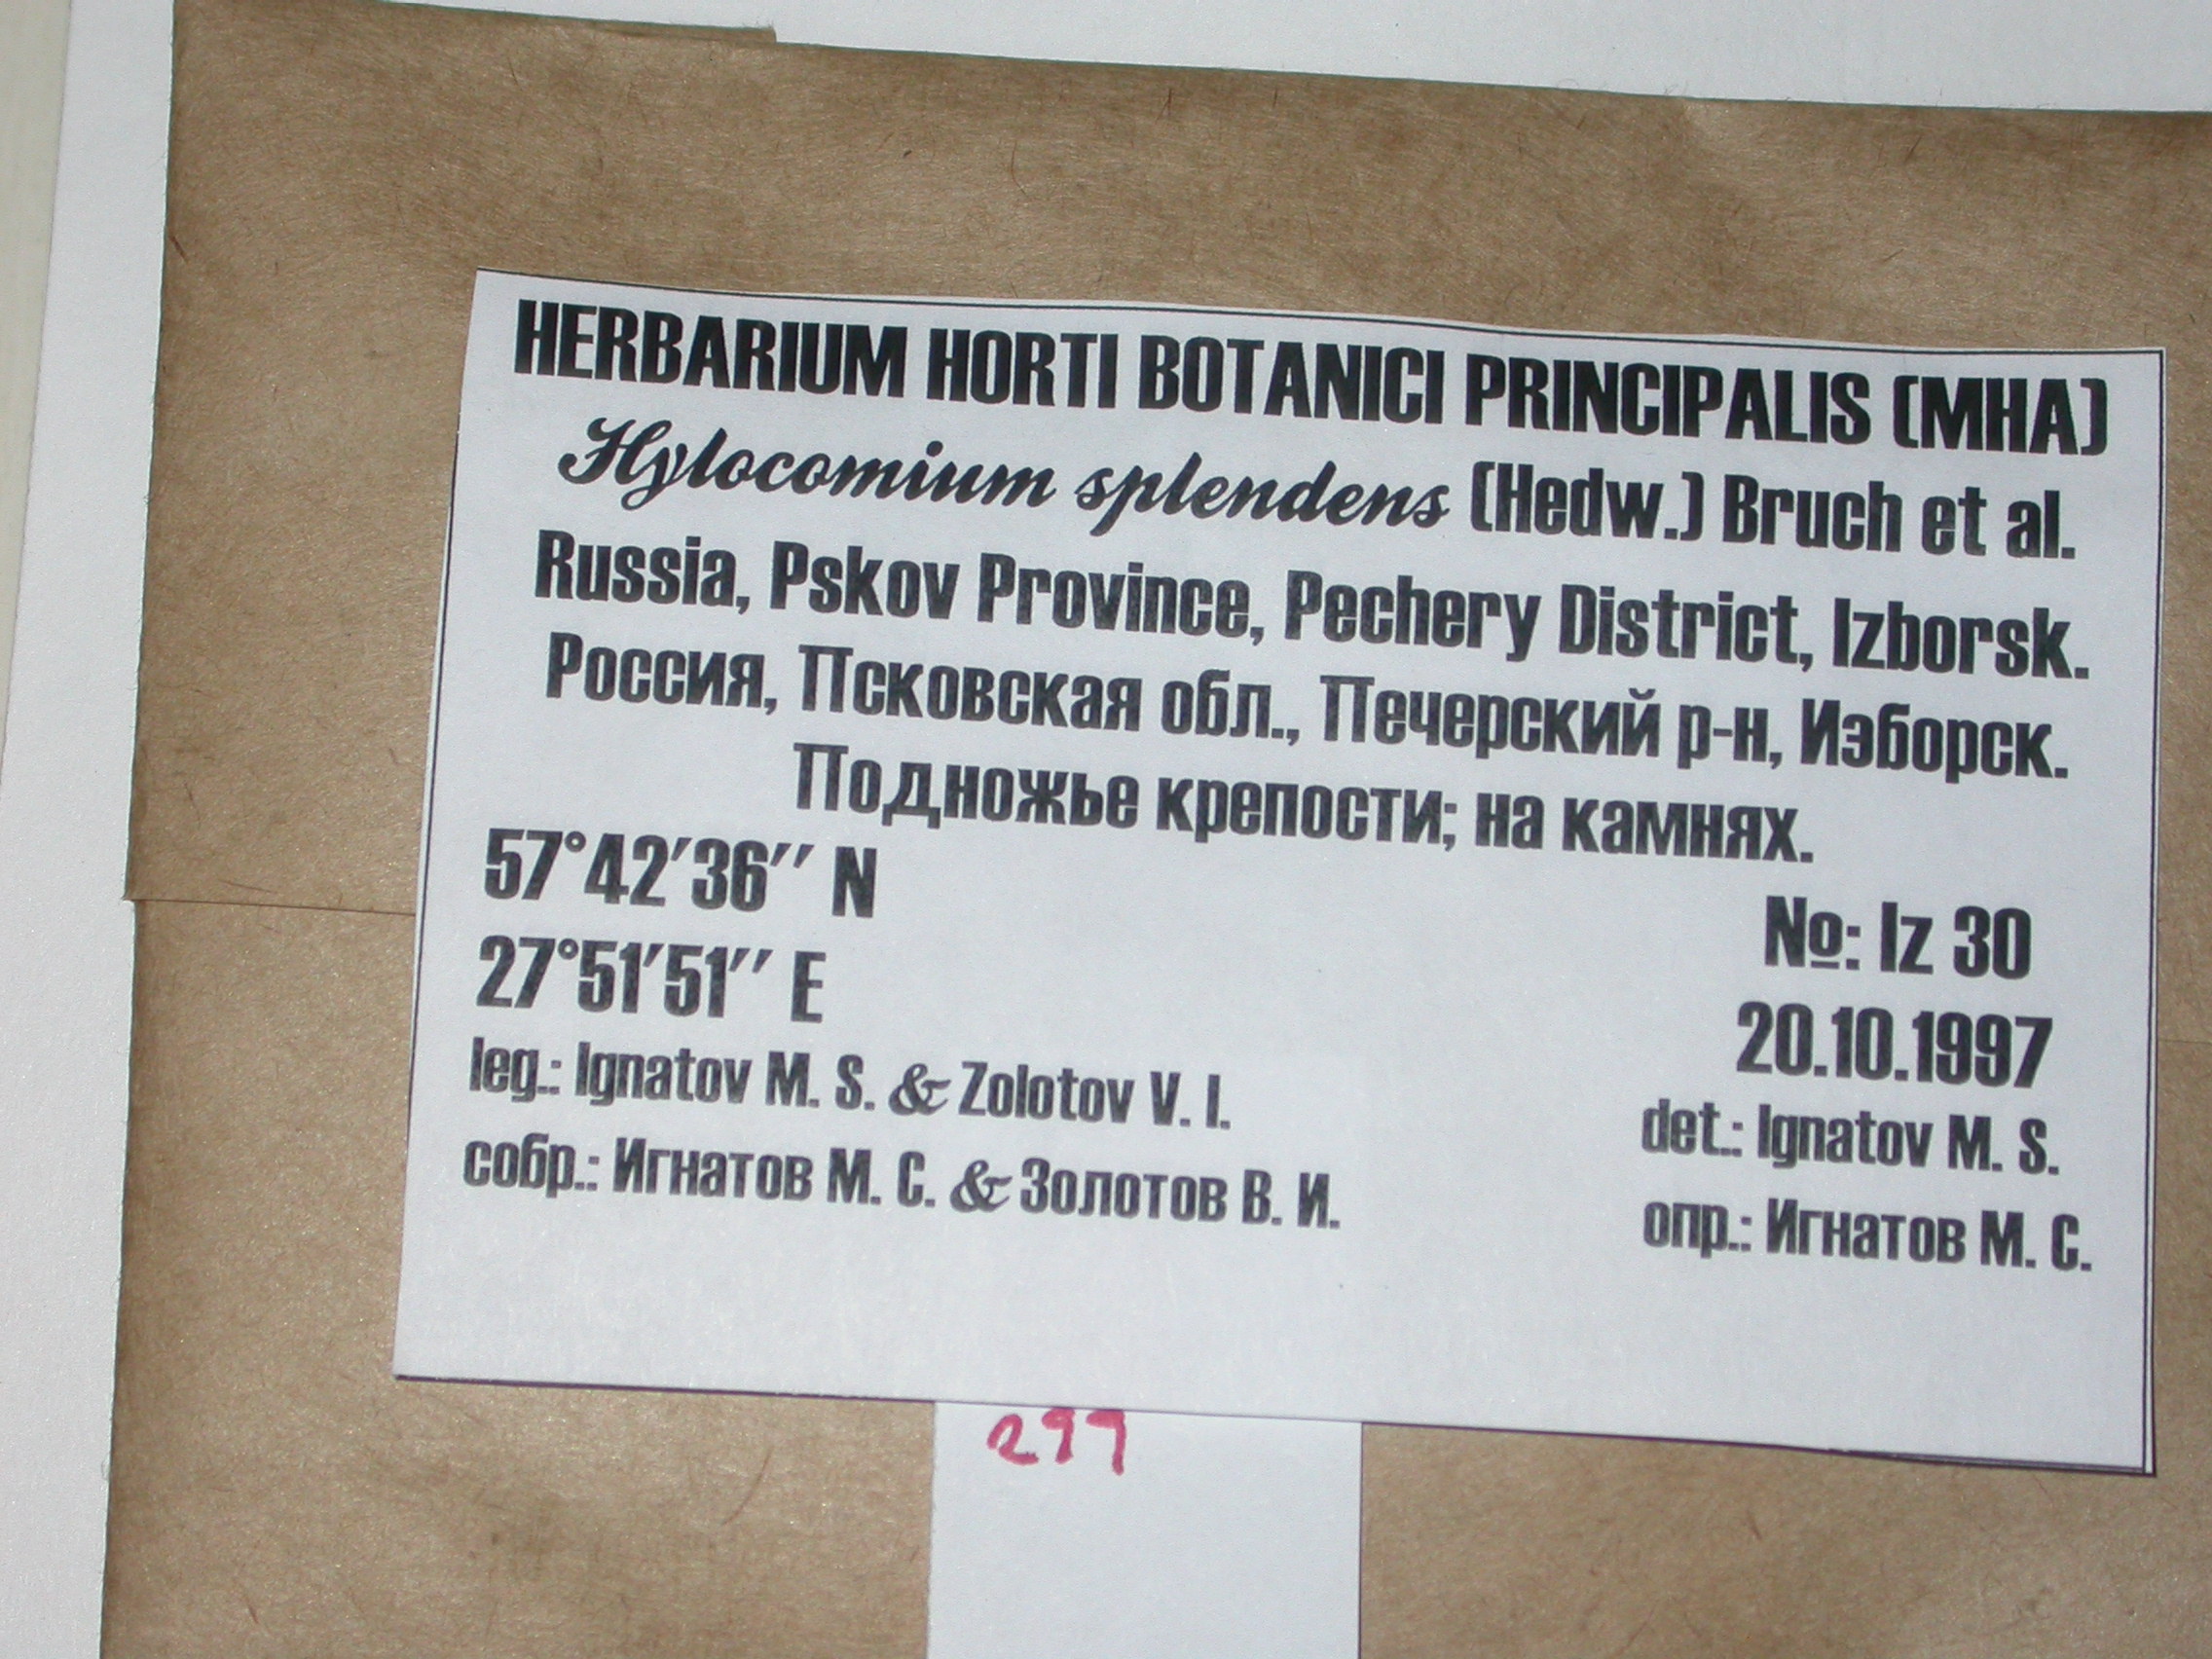 HERBARIUM HORTI BOTANICI PRINCIPALIS (MHA)
Hylocomium splendens (Hedw.) Bruch et al.
Russia, Pskov Province, Pechery District, Izborsk.
Россия, Псковская обл., Печерский р-н, Изборск.
Подножье крепости; на камнях.
57°42′36′′ N
27°51′51′′ E
№: Iz 30
20.10.1997
leg.: Ignatov M. S. & Zolotov V. I.
det.: Ignatov M. S.
собр.: Игнатов М. С. & Золотов В. И.
опр.: Игнатов М. С.
299